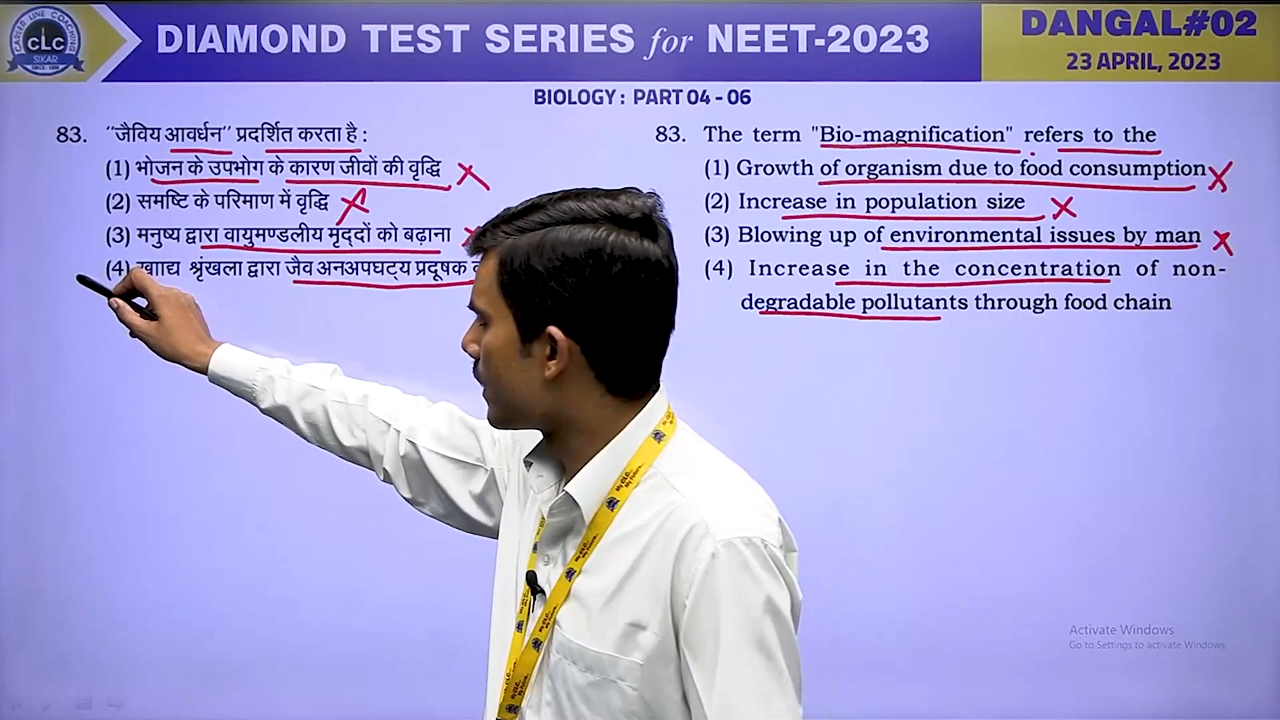 CAREER LINE COACHING
CLC
SIKAR
DIAMOND TEST SERIES for NEET-2023
DANGAL#02
23 APRIL, 2023
BIOLOGY : PART 04 - 06
83. "जैविय आवर्धन" प्रदर्शित करता है :
(1) भोजन के उपभोग के कारण जीवों की वृद्धि
(2) समष्टि के परिमाण में वृद्धि
(3) मनुष्य द्वारा वायुमण्डलीय मृद्दों को बढ़ाना
(4) खााद्य श्रृंखला द्वारा जैव अनअपघट्य प्रदूषक
83. The term "Bio-magnification" refers to the
(1) Growth of organism due to food consumption
(2) Increase in population size
(3) Blowing up of environmental issues by man
(4) Increase in the concentration of non-
degradable pollutants through food chain
Activate Windows
Go to Settings to activate Windows.